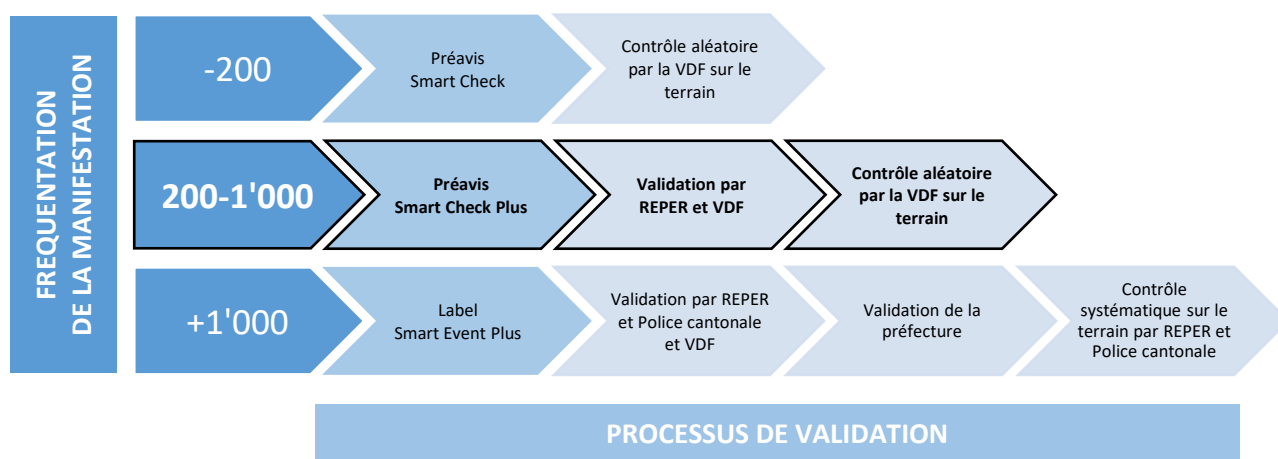 FREQUENTATION
DE LA MANIFESTATION
-200
Préavis
Smart Check
Contrôle aléatoire
par la VDF sur le
terrain
200-1'000
Préavis
Smart Check Plus
Validation par
REPER et VDF
Contrôle aléatoire
par la VDF sur le
terrain
+1'000
Label
Smart Event Plus
Validation par REPER
et Police cantonale
et VDF
Validation de la
préfecture
Contrôle
systématique sur le
terrain par REPER et
Police cantonale
PROCESSUS DE VALIDATION